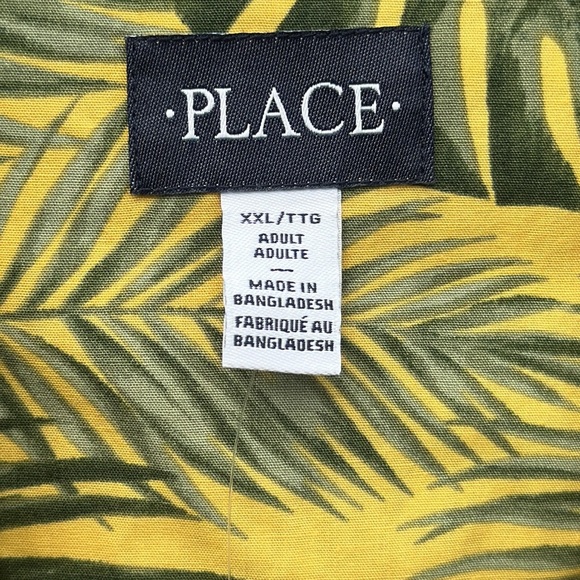 ·PLACE·
XXL/TTG
ADULT
ADULTE
—
MADE IN
BANGLADESH
FABRIQUÉ AU
BANGLADESH